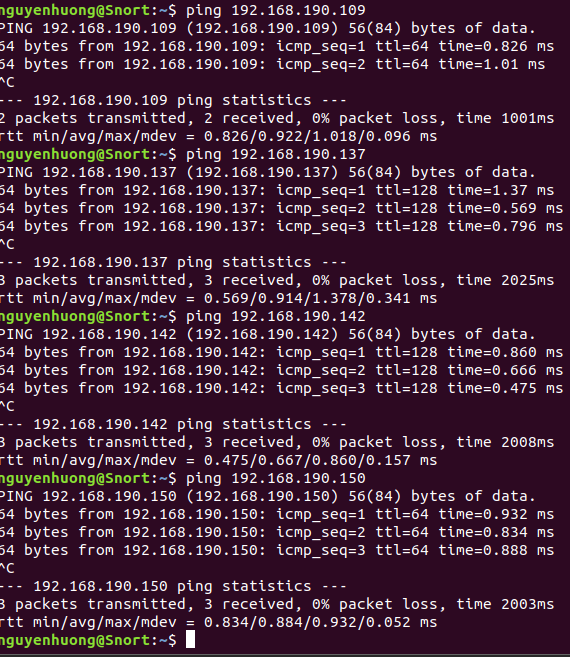 nguyenhuong@Snort:~$ ping 192.168.190.109
PING 192.168.190.109 (192.168.190.109) 56(84) bytes of data.
64 bytes from 192.168.190.109: icmp_seq=1 ttl=64 time=0.826 ms
64 bytes from 192.168.190.109: icmp_seq=2 ttl=64 time=1.01 ms
^C
--- 192.168.190.109 ping statistics ---
2 packets transmitted, 2 received, 0% packet loss, time 1001ms
rtt min/avg/max/mdev = 0.826/0.922/1.018/0.096 ms
nguyenhuong@Snort:~$ ping 192.168.190.137
PING 192.168.190.137 (192.168.190.137) 56(84) bytes of data.
64 bytes from 192.168.190.137: icmp_seq=1 ttl=128 time=1.37 ms
64 bytes from 192.168.190.137: icmp_seq=2 ttl=128 time=0.569 ms
64 bytes from 192.168.190.137: icmp_seq=3 ttl=128 time=0.796 ms
^C
--- 192.168.190.137 ping statistics ---
3 packets transmitted, 3 received, 0% packet loss, time 2025ms
rtt min/avg/max/mdev = 0.569/0.914/1.378/0.341 ms
nguyenhuong@Snort:~$ ping 192.168.190.142
PING 192.168.190.142 (192.168.190.142) 56(84) bytes of data.
64 bytes from 192.168.190.142: icmp_seq=1 ttl=128 time=0.860 ms
64 bytes from 192.168.190.142: icmp_seq=2 ttl=128 time=0.666 ms
64 bytes from 192.168.190.142: icmp_seq=3 ttl=128 time=0.475 ms
^C
--- 192.168.190.142 ping statistics ---
3 packets transmitted, 3 received, 0% packet loss, time 2008ms
rtt min/avg/max/mdev = 0.475/0.667/0.860/0.157 ms
nguyenhuong@Snort:~$ ping 192.168.190.150
PING 192.168.190.150 (192.168.190.150) 56(84) bytes of data.
64 bytes from 192.168.190.150: icmp_seq=1 ttl=64 time=0.932 ms
64 bytes from 192.168.190.150: icmp_seq=2 ttl=64 time=0.834 ms
64 bytes from 192.168.190.150: icmp_seq=3 ttl=64 time=0.888 ms
^C
--- 192.168.190.150 ping statistics ---
3 packets transmitted, 3 received, 0% packet loss, time 2003ms
rtt min/avg/max/mdev = 0.834/0.884/0.932/0.052 ms
nguyenhuong@Snort:~$